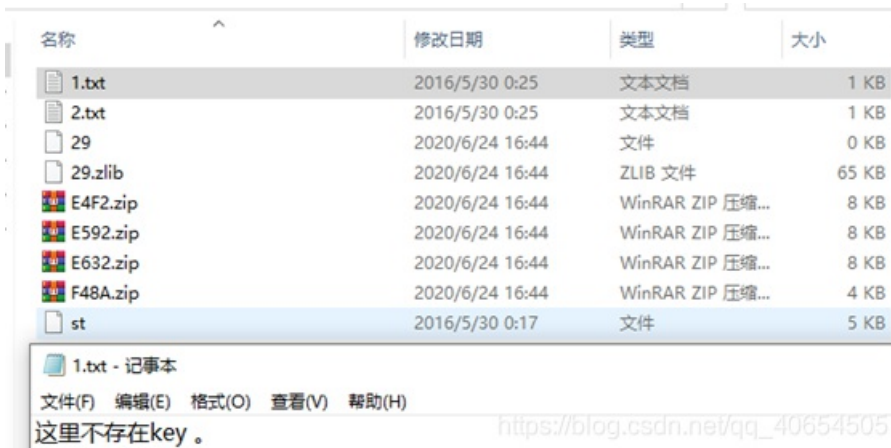 名称 修改日期 类型 大小
1.txt 2016/5/30 0:25 文本文档 1 KB
2.txt 2016/5/30 0:25 文本文档 1 KB
29 2020/6/24 16:44 文件 0 KB
29.zlib 2020/6/24 16:44 ZLIB 文件 65 KB
E4F2.zip 2020/6/24 16:44 WinRAR ZIP 压缩... 8 KB
E592.zip 2020/6/24 16:44 WinRAR ZIP 压缩... 8 KB
E632.zip 2020/6/24 16:44 WinRAR ZIP 压缩... 8 KB
F48A.zip 2020/6/24 16:44 WinRAR ZIP 压缩... 4 KB
st 2016/5/30 0:17 文件 5 KB
1.txt - 记事本
文件(F) 编辑(E) 格式(O) 查看(V) 帮助(H)
这里不存在key 。
https://blog.csdn.net/qq_40654505